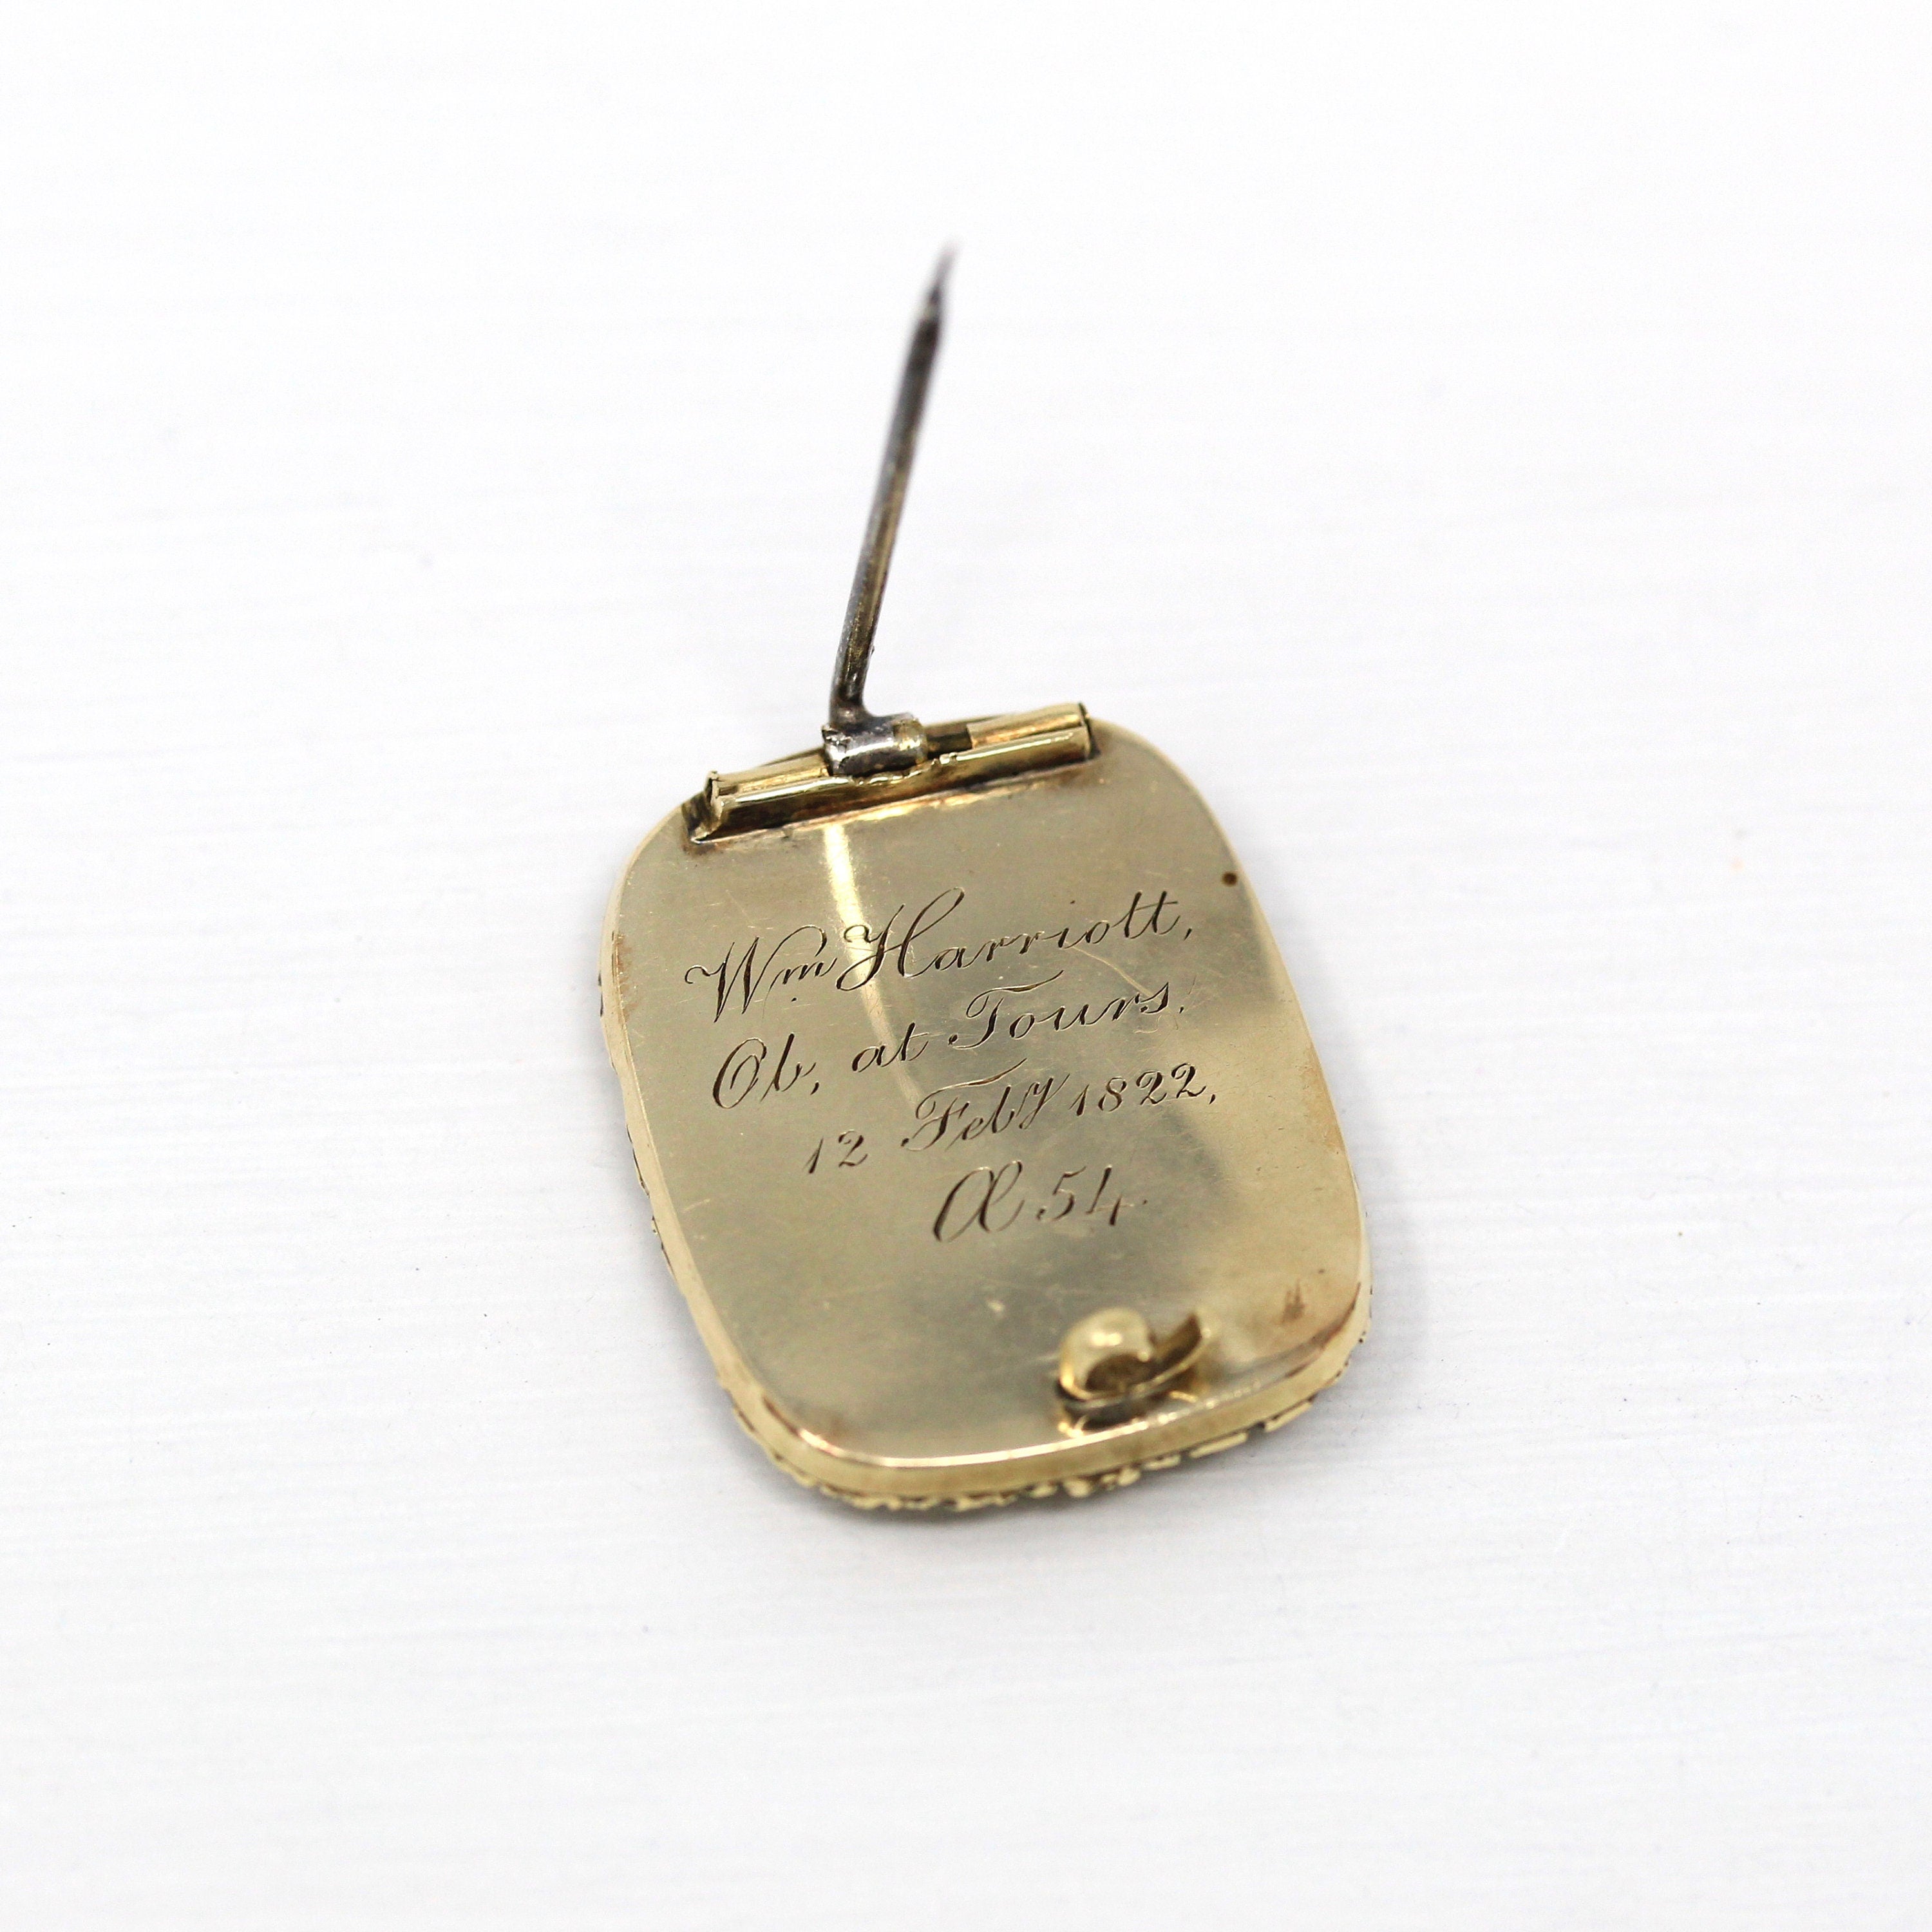 Wm Harriott,
Ob, at Tours,
12 Feby 1822,
Æ 54.